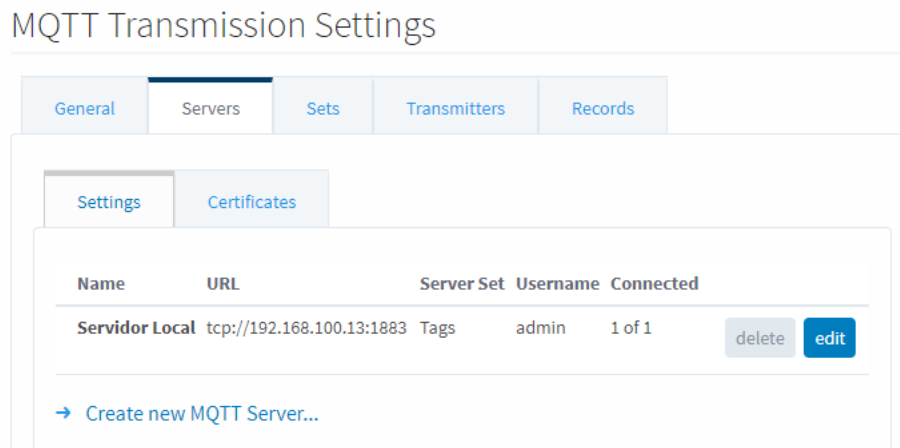 MQTT Transmission Settings
General Servers Sets Transmitters Records
Settings Certificates
Name URL Server Set Username Connected
Servidor Local tcp://192.168.100.13:1883 Tags admin 1 of 1 delete edit
→ Create new MQTT Server...